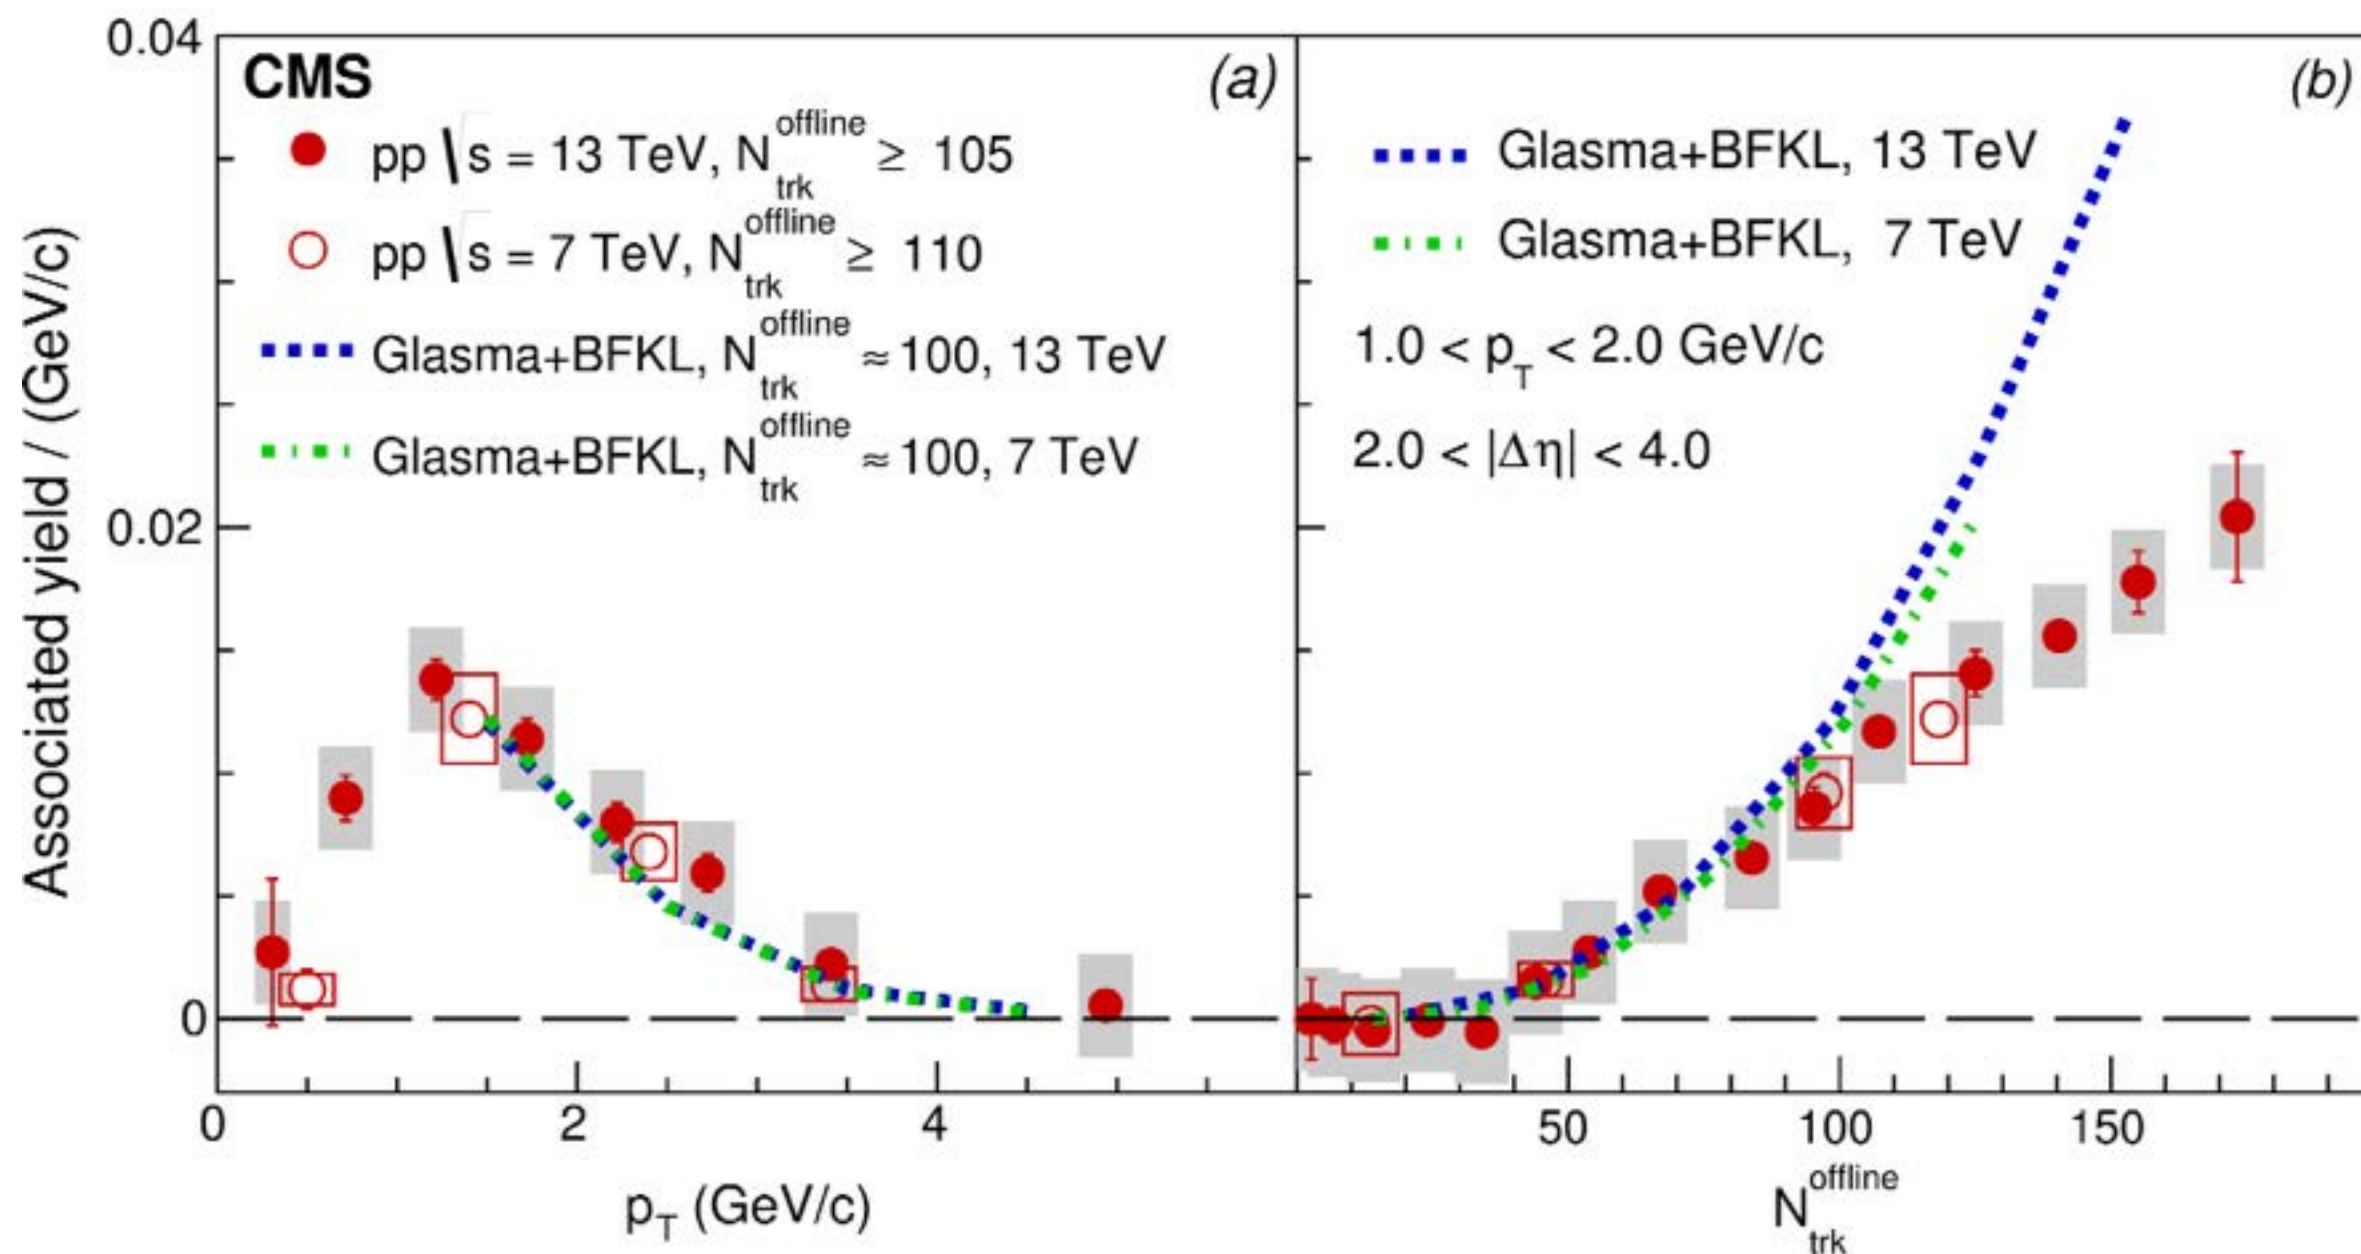 0.04
0.02
0
Associated yield / (GeV/c)
CMS
(a)
pp √s = 13 TeV, N_trk^offline ≥ 105
pp √s = 7 TeV, N_trk^offline ≥ 110
Glasma+BFKL, N_trk^offline ≈ 100, 13 TeV
Glasma+BFKL, N_trk^offline ≈ 100, 7 TeV
0 2 4
p_T (GeV/c)
(b)
Glasma+BFKL, 13 TeV
Glasma+BFKL, 7 TeV
1.0 < p_T < 2.0 GeV/c
2.0 < |Δη| < 4.0
50 100 150
N_trk^offline